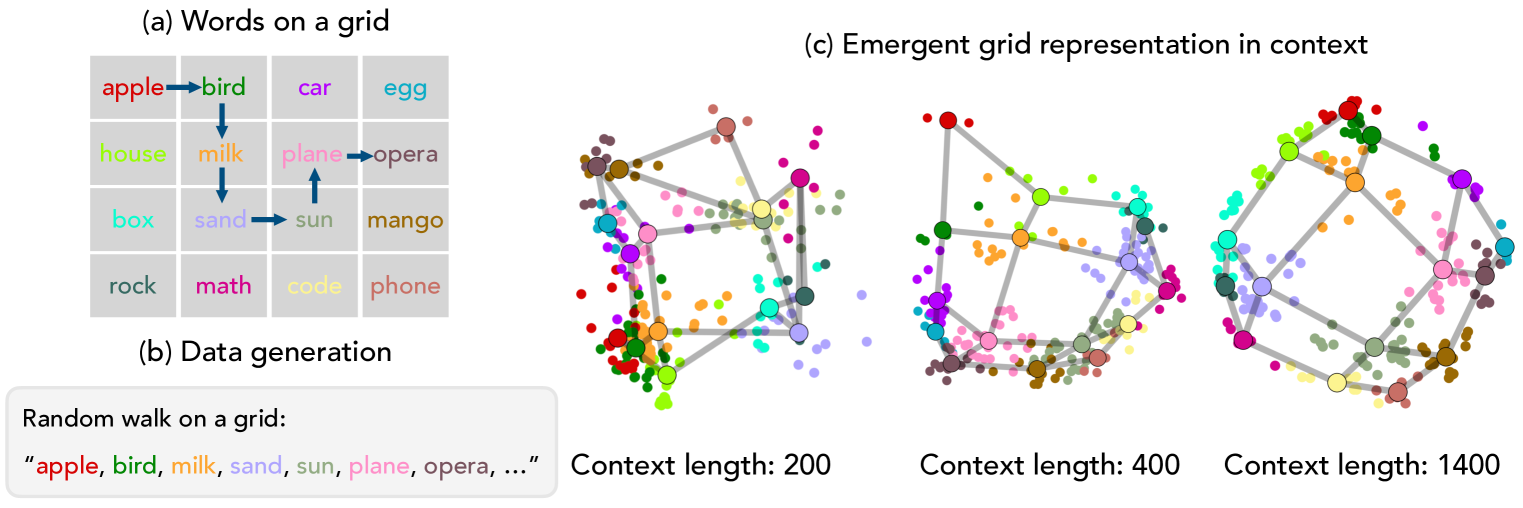 (a) Words on a grid
apple bird car egg
house milk plane opera
box sand sun mango
rock math code phone
(b) Data generation
Random walk on a grid:
“apple, bird, milk, sand, sun, plane, opera, ...”
(c) Emergent grid representation in context
Context length: 200
Context length: 400
Context length: 1400